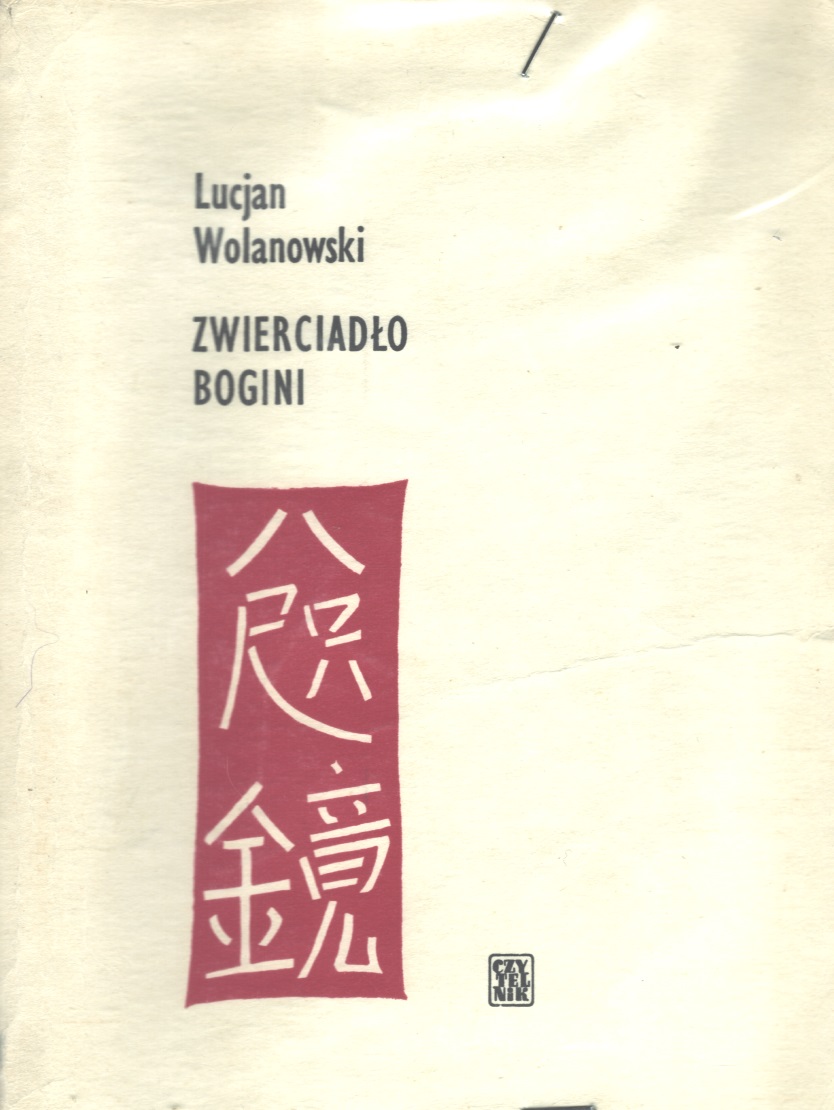 Lucjan
Wolanowski
ZWIERCIADŁO
BOGINI
八
咫
鏡
CZY
TEL
NIK